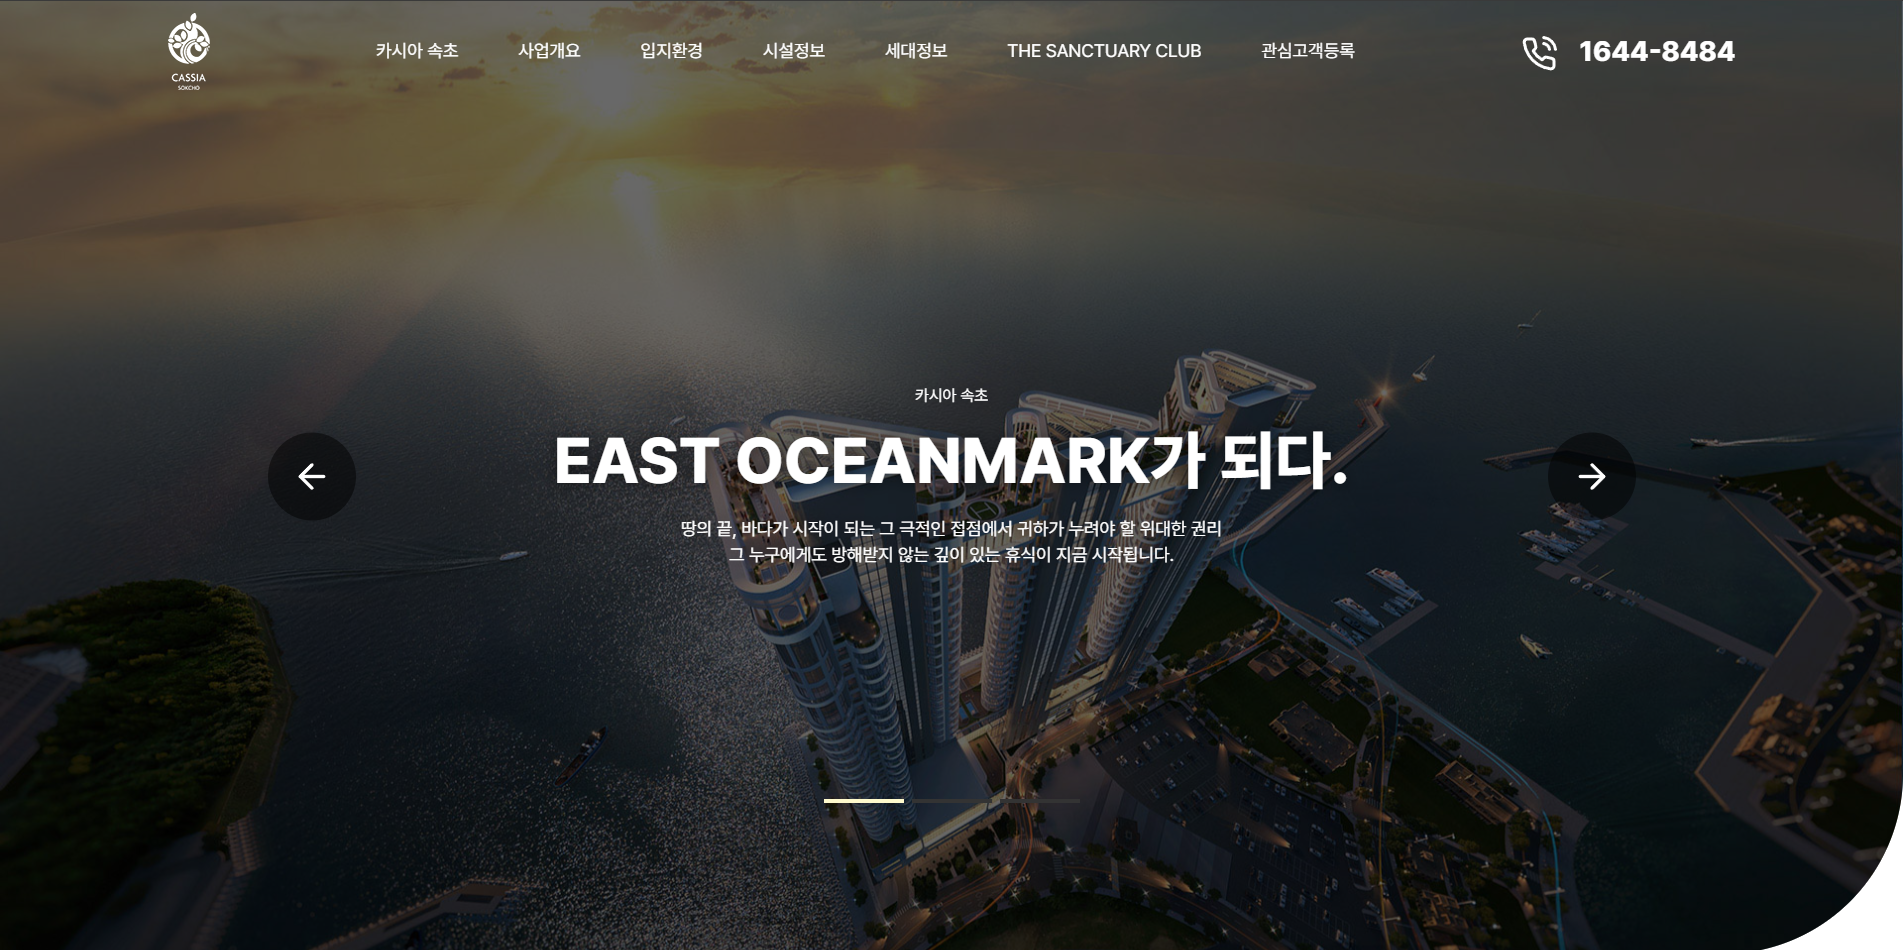 CASSIA
SOKCHO
카시아 속초
사업개요
입지환경
시설정보
세대정보
THE SANCTUARY CLUB
관심고객등록
1644-8484
카시아 속초
EAST OCEANMARK가 되다.
땅의 끝, 바다가 시작이 되는 그 극적인 접점에서 귀하가 누려야 할 위대한 권리
그 누구에게도 방해받지 않는 깊이 있는 휴식이 지금 시작됩니다.